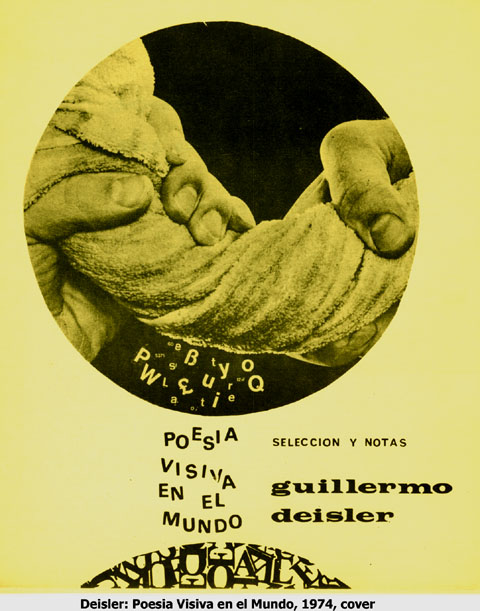 POESIA
VISIVA
EN EL
MUNDO
SELECCION Y NOTAS
guillermo
deisler
Deisler: Poesia Visiva en el Mundo, 1974, cover